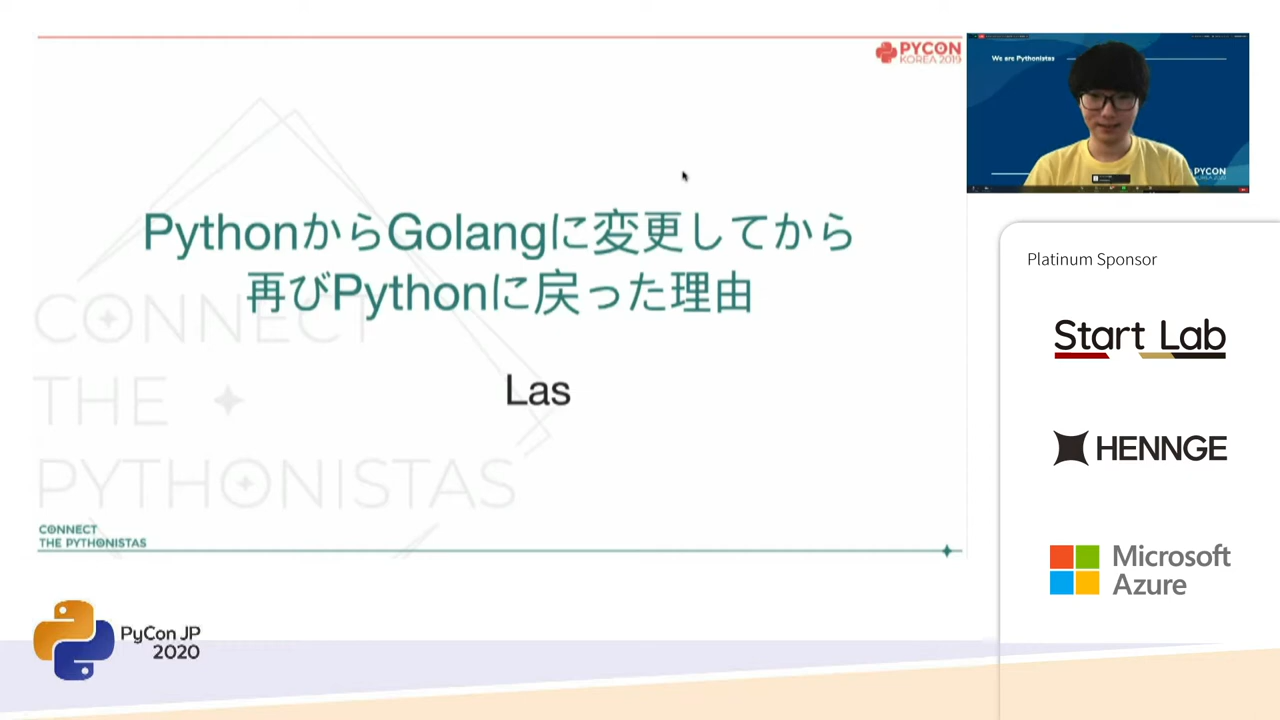 PYCON
KOREA 2019
PythonからGolangに変更してから
再びPythonに戻った理由
Las
CONNECT
THE
PYTHONISTAS
CONNECT
THE PYTHONISTAS
We are Pythonistas
PYCON
KOREA 2020
Platinum Sponsor
Start Lab
HENNGE
Microsoft
Azure
PyCon JP
2020